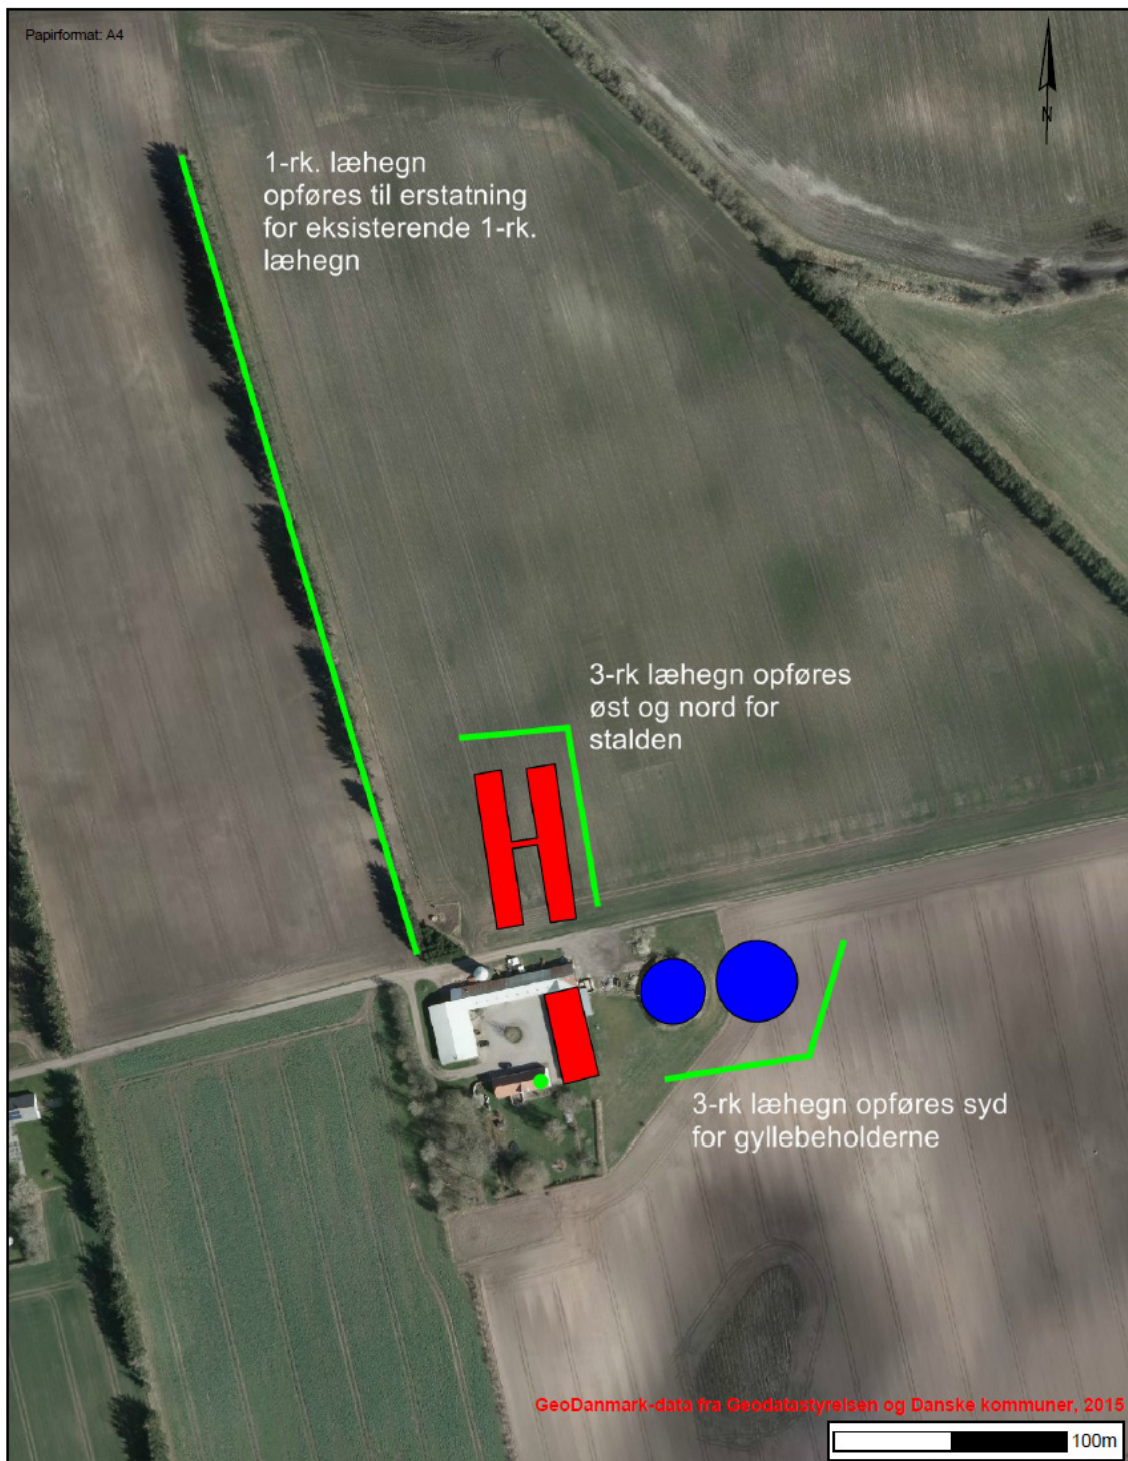 Papirformat: A4
N
1-rk. læhegn
opføres til erstatning
for eksisterende 1-rk.
læhegn
3-rk læhegn opføres
øst og nord for
stalden
3-rk læhegn opføres syd
for gyllebeholderne
GeoDanmark-data fra Geodatastyrelsen og Danske kommuner, 2015
100m